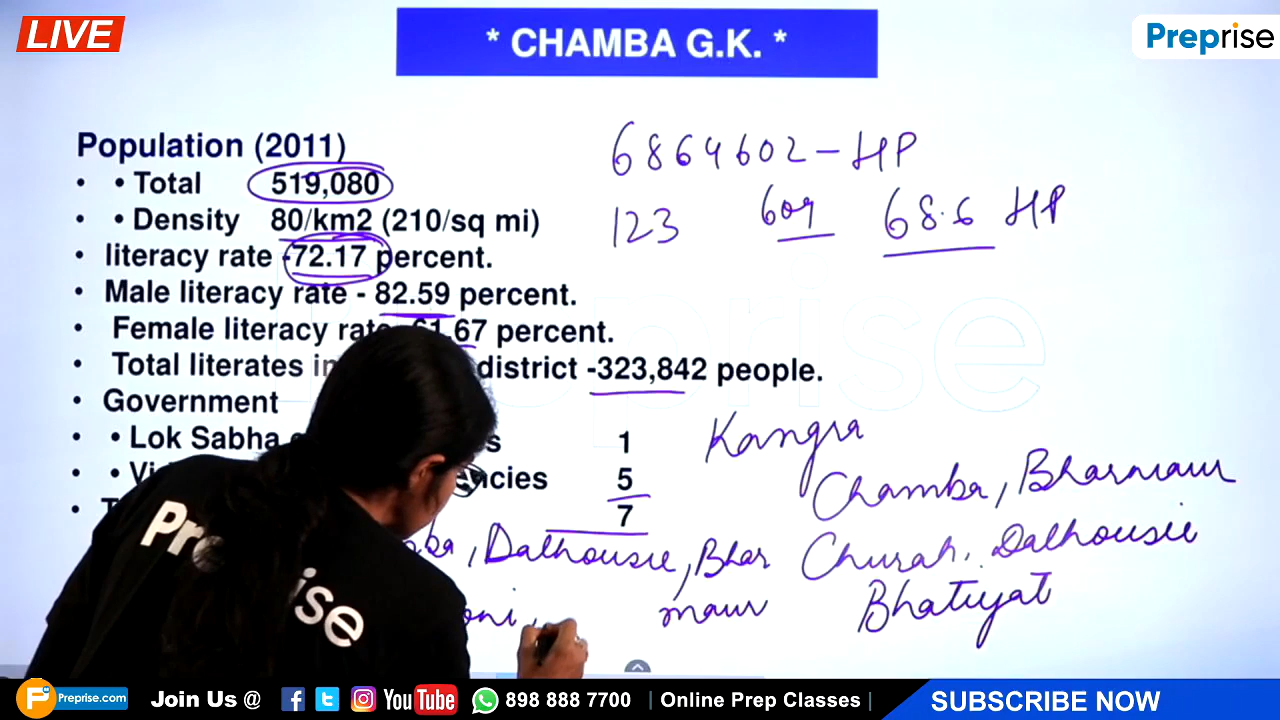 LIVE
* CHAMBA G.K. *
Preprise
Population (2011)
• • Total 519,080
• • Density 80/km2 (210/sq mi)
• literacy rate -72.17 percent.
• Male literacy rate - 82.59 percent.
• Female literacy rate 61.67 percent.
• Total literates in district -323,842 people.
• Government
• • Lok Sabha 1
• 5
• 7
6864602 - HP
123 609 68.6 HP
Kangra
Chamba, Bharmaur
Churah, Dalhousie
Bhatiyat
, Dalhousie, Bhar
maur
Preprise
Preprise.com Join Us @ YouTube 898 888 7700 | Online Prep Classes | SUBSCRIBE NOW